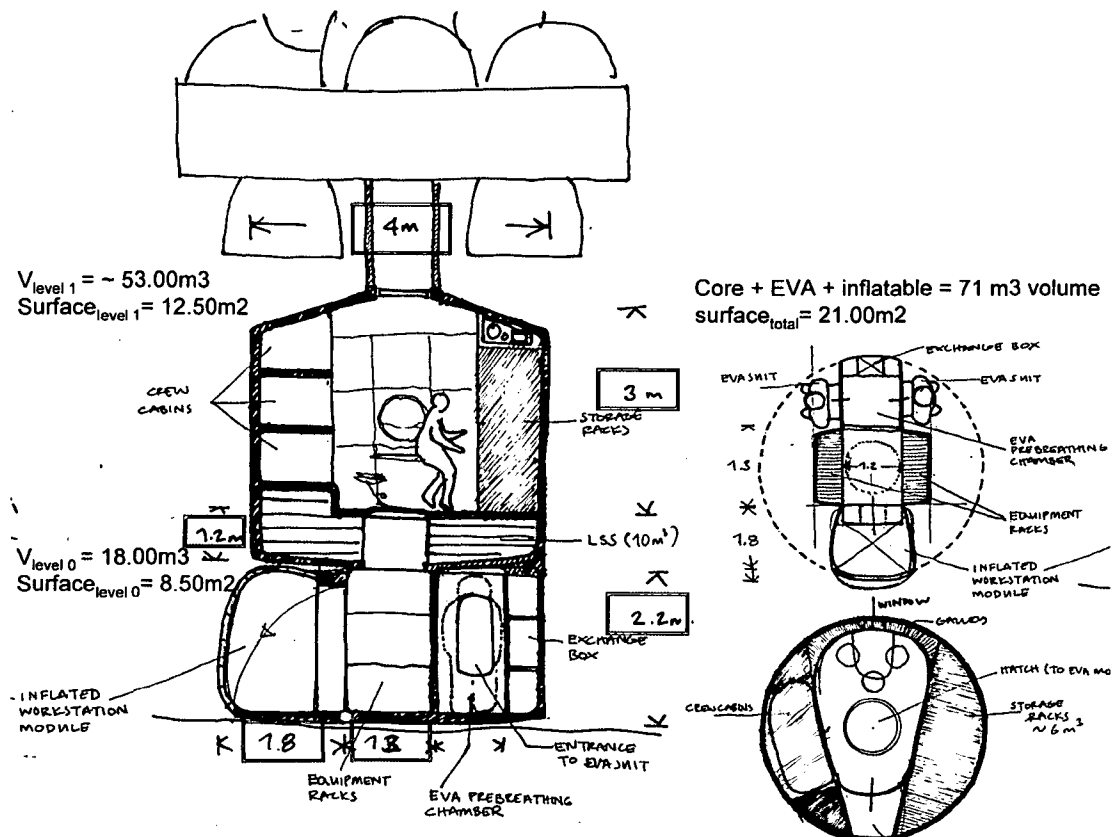 4m
V level 1 = ~ 53.00m3
Surface level 1 = 12.50m2
Core + EVA + inflatable = 71 m3 volume
surface total = 21.00m2
EXCHANGE BOX
EVA SUIT
EVA SUIT
CREW
CABINS
3 m
STORAGE
RACKS
EVA
PREBREATHING
CHAMBER
1.3
1.2
EQUIPMENT
RACKS
1.2m
LSS (10m³)
1.8
V level 0 = 18.00m3
Surface level 0 = 8.50m2
INFLATED
WORKSTATION
MODULE
2.2m
WINDOW
EXCHANGE
BOX
HATCH (TO EVA MO
INFLATED
WORKSTATION
MODULE
CREW CABINS
STORAGE
RACKS
~ 6m³
1.8
ENTRANCE
TO EVA SUIT
EQUIPMENT
RACKS
EVA PREBREATHING
CHAMBER